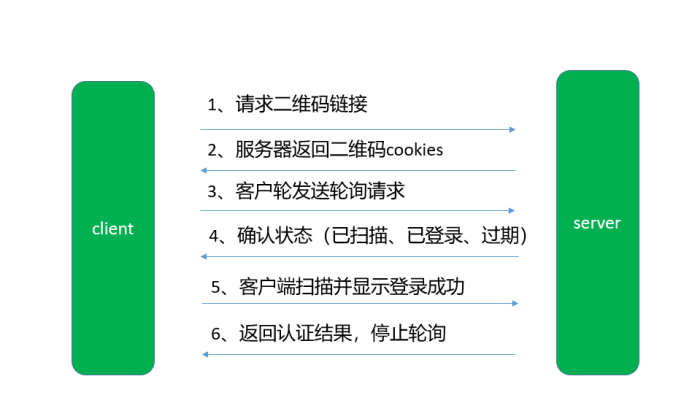 1、请求二维码链接
2、服务器返回二维码cookies
3、客户轮发送轮询请求
client
server
4、确认状态（已扫描、已登录、过期）
5、客户端扫描并显示登录成功
6、返回认证结果，停止轮询